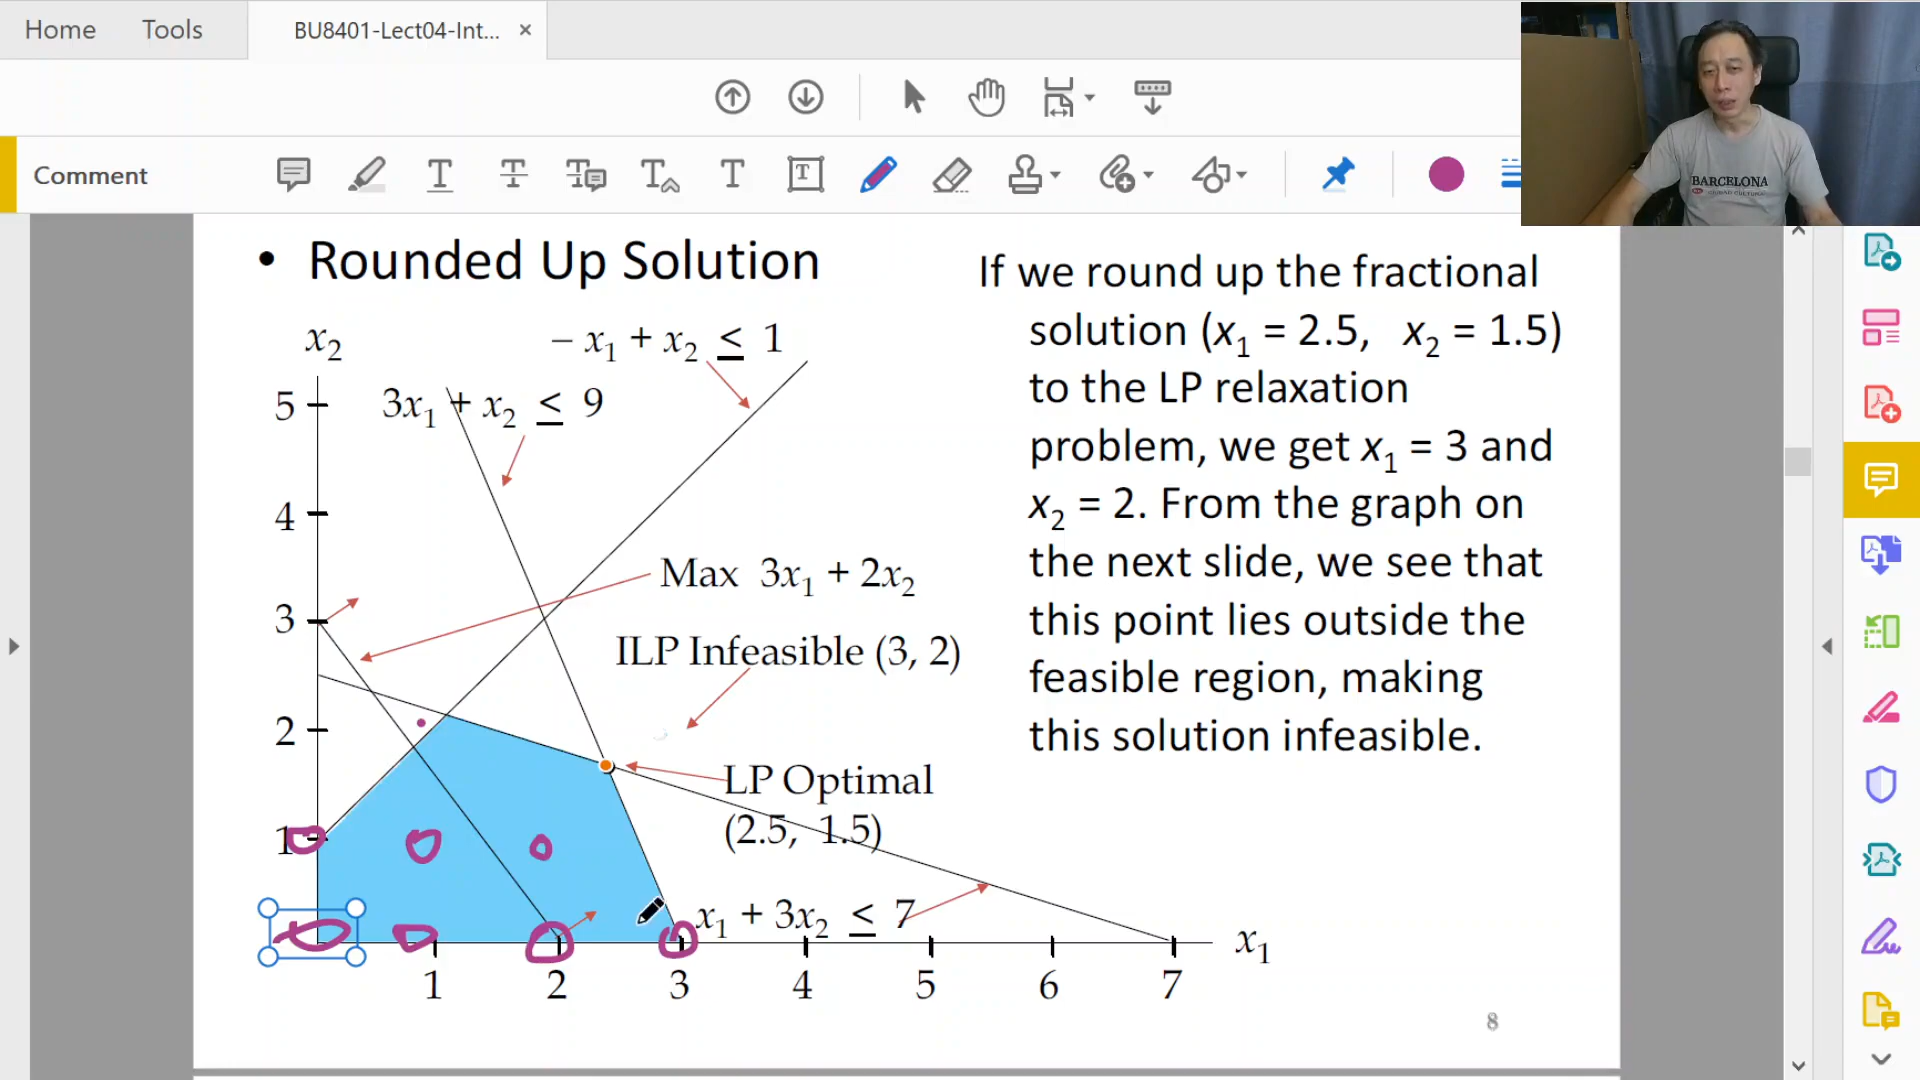 Home
Tools
BU8401-Lect04-Int... ×
Comment
BARCELONA
• Rounded Up Solution
If we round up the fractional
solution (x1 = 2.5, x2 = 1.5)
to the LP relaxation
problem, we get x1 = 3 and
x2 = 2. From the graph on
the next slide, we see that
this point lies outside the
feasible region, making
this solution infeasible.
x2
– x1 + x2 ≤ 1
3x1 + x2 ≤ 9
5
4
Max 3x1 + 2x2
3
ILP Infeasible (3, 2)
2
LP Optimal
(2.5, 1.5)
1
x1 + 3x2 ≤ 7
x1
1 2 3 4 5 6 7
8